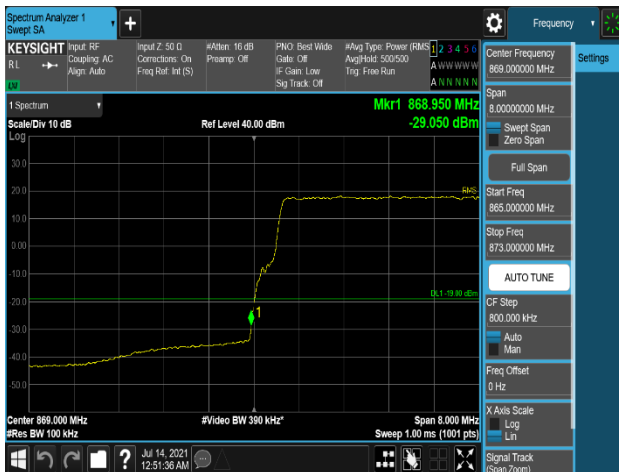 Spectrum Analyzer 1
Swept SA
Frequency
KEYSIGHT
RL
LXI
Input: RF
Coupling: AC
Align: Auto
Input Z: 50 Ω
Corrections: On
Freq Ref: Int (S)
#Atten: 16 dB
Preamp: Off
PNO: Best Wide
Gate: Off
IF Gain: Low
Sig Track: Off
#Avg Type: Power (RMS
Avg|Hold: 500/500
Trig: Free Run
1 2 3 4 5 6
A W W W W W
A N N N N N
1 Spectrum
Scale/Div 10 dB
Log
Ref Level 40.00 dBm
Mkr1 868.950 MHz
-29.050 dBm
30.0
20.0
10.0
0.00
-10.0
-20.0
-30.0
-40.0
-50.0
RMS
DL1 -19.00 dBm
1
Center 869.000 MHz
#Res BW 100 kHz
#Video BW 390 kHz*
Span 8.000 MHz
Sweep 1.00 ms (1001 pts)
Jul 14, 2021
12:51:36 AM
Settings
Center Frequency
869.000000 MHz
Span
8.00000000 MHz
Swept Span
Zero Span
Full Span
Start Freq
865.000000 MHz
Stop Freq
873.000000 MHz
AUTO TUNE
CF Step
800.000 kHz
Auto
Man
Freq Offset
0 Hz
X Axis Scale
Log
Lin
Signal Track
(Span Zoom)